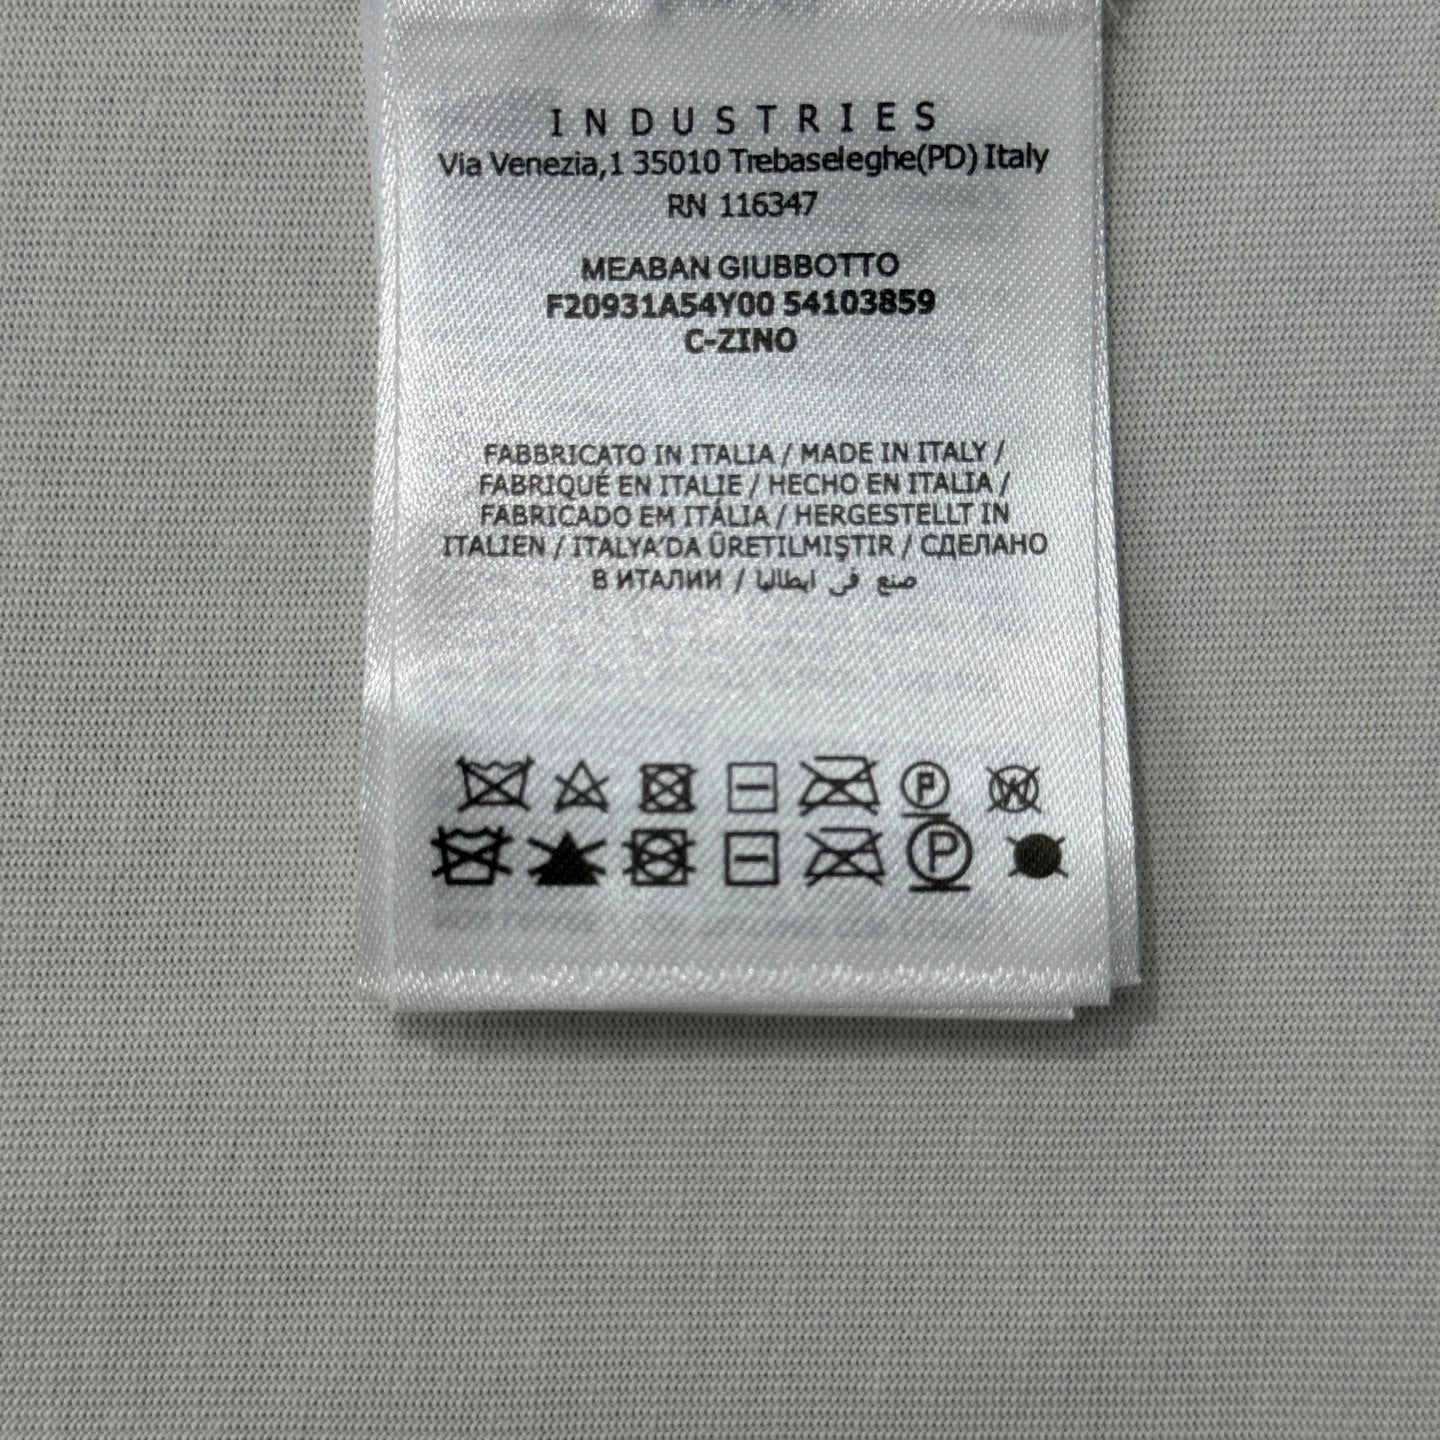 INDUSTRIES
Via Venezia,1 35010 Trebaseleghe(PD) Italy
RN 116347
MEABAN GIUBBOTTO
F20931A54Y00 54103859
C-ZINO
FABBRICATO IN ITALIA / MADE IN ITALY /
FABRIQUÉ EN ITALIE / HECHO EN ITALIA /
FABRICADO EM ITÁLIA / HERGESTELLT IN
ITALIEN / ITALYA'DA ÜRETILMIŞTIR / СДЕЛАНО
В ИТАЛИИ / صنع في ايطاليا
P W
P